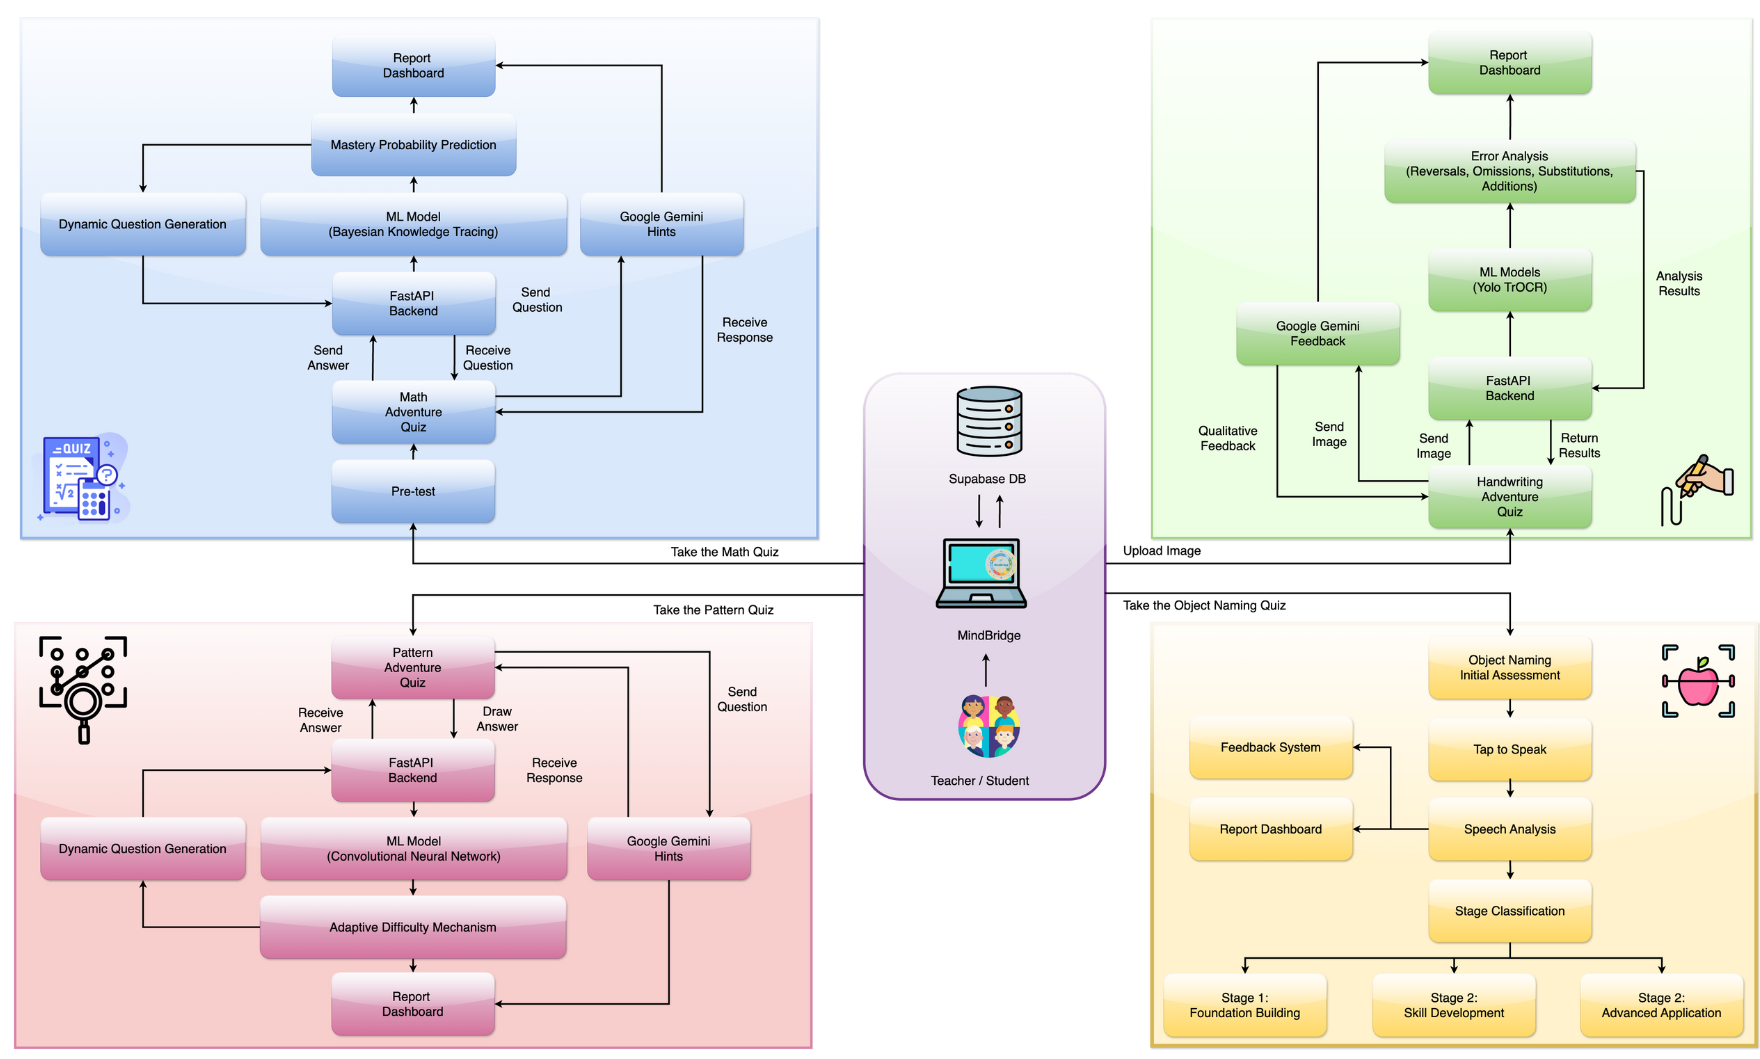 Report
Dashboard
Mastery Probability Prediction
Dynamic Question Generation
ML Model
(Bayesian Knowledge Tracing)
Google Gemini
Hints
FastAPI
Backend
Send
Question
Receive
Response
Send
Answer
Receive
Question
Math
Adventure
Quiz
QUIZ
Pre-test
Take the Math Quiz
Report
Dashboard
Error Analysis
(Reversals, Omissions, Substitutions,
Additions)
ML Models
(Yolo TrOCR)
Analysis
Results
Google Gemini
Feedback
FastAPI
Backend
Qualitative
Feedback
Send
Image
Send
Image
Return
Results
Handwriting
Adventure
Quiz
Upload Image
Supabase DB
MindBridge
Teacher / Student
Take the Pattern Quiz
Pattern
Adventure
Quiz
Send
Question
Receive
Answer
Draw
Answer
FastAPI
Backend
Receive
Response
Dynamic Question Generation
ML Model
(Convolutional Neural Network)
Google Gemini
Hints
Adaptive Difficulty Mechanism
Report
Dashboard
Take the Object Naming Quiz
Object Naming
Initial Assessment
Feedback System
Tap to Speak
Report Dashboard
Speech Analysis
Stage Classification
Stage 1:
Foundation Building
Stage 2:
Skill Development
Stage 2:
Advanced Application